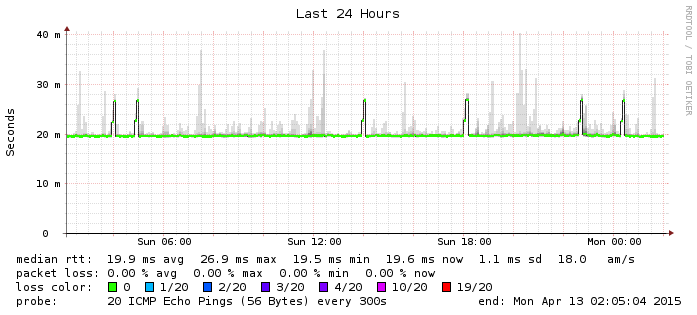 Last 24 Hours
RRDTOOL / TOBI OETIKER
Seconds
40 m
30 m
20 m
10 m
0
Sun 06:00 Sun 12:00 Sun 18:00 Mon 00:00
median rtt: 19.9 ms avg 26.9 ms max 19.5 ms min 19.6 ms now 1.1 ms sd 18.0 am/s
packet loss: 0.00 % avg 0.00 % max 0.00 % min 0.00 % now
loss color: 0 1/20 2/20 3/20 4/20 10/20 19/20
probe: 20 ICMP Echo Pings (56 Bytes) every 300s end: Mon Apr 13 02:05:04 2015